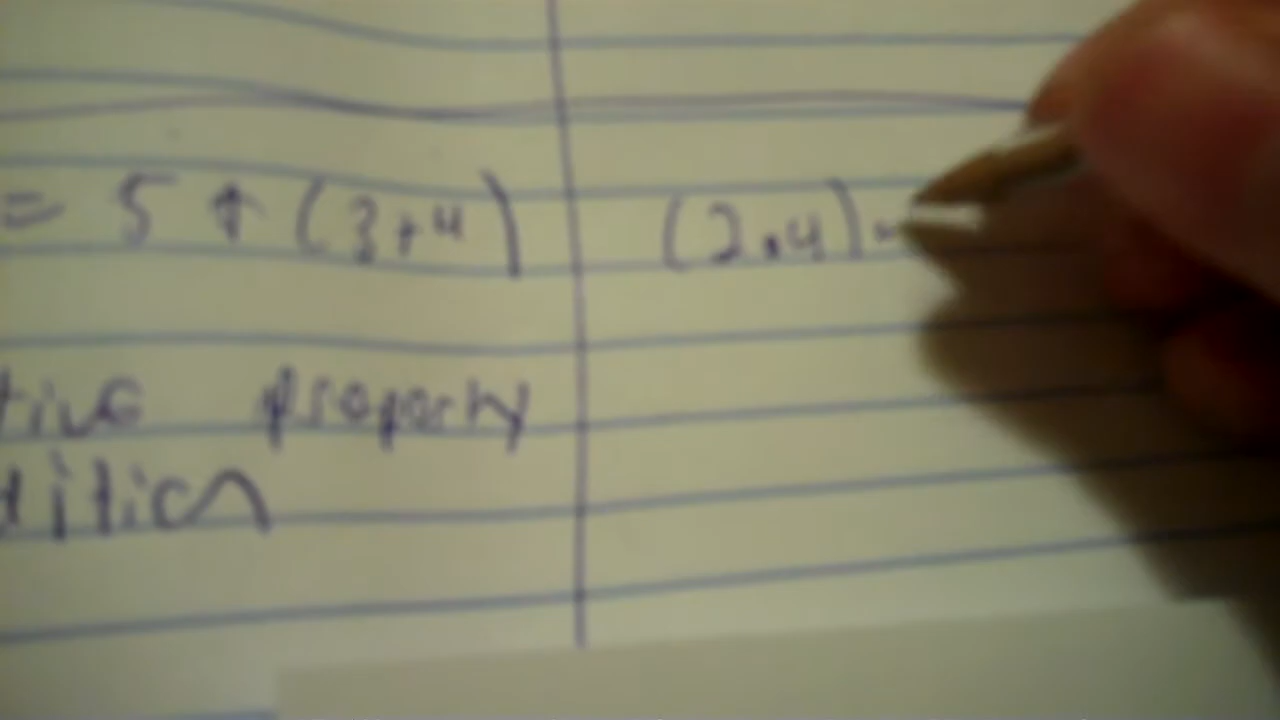 = 5 + (3+4) (2.4)
tive property
dition